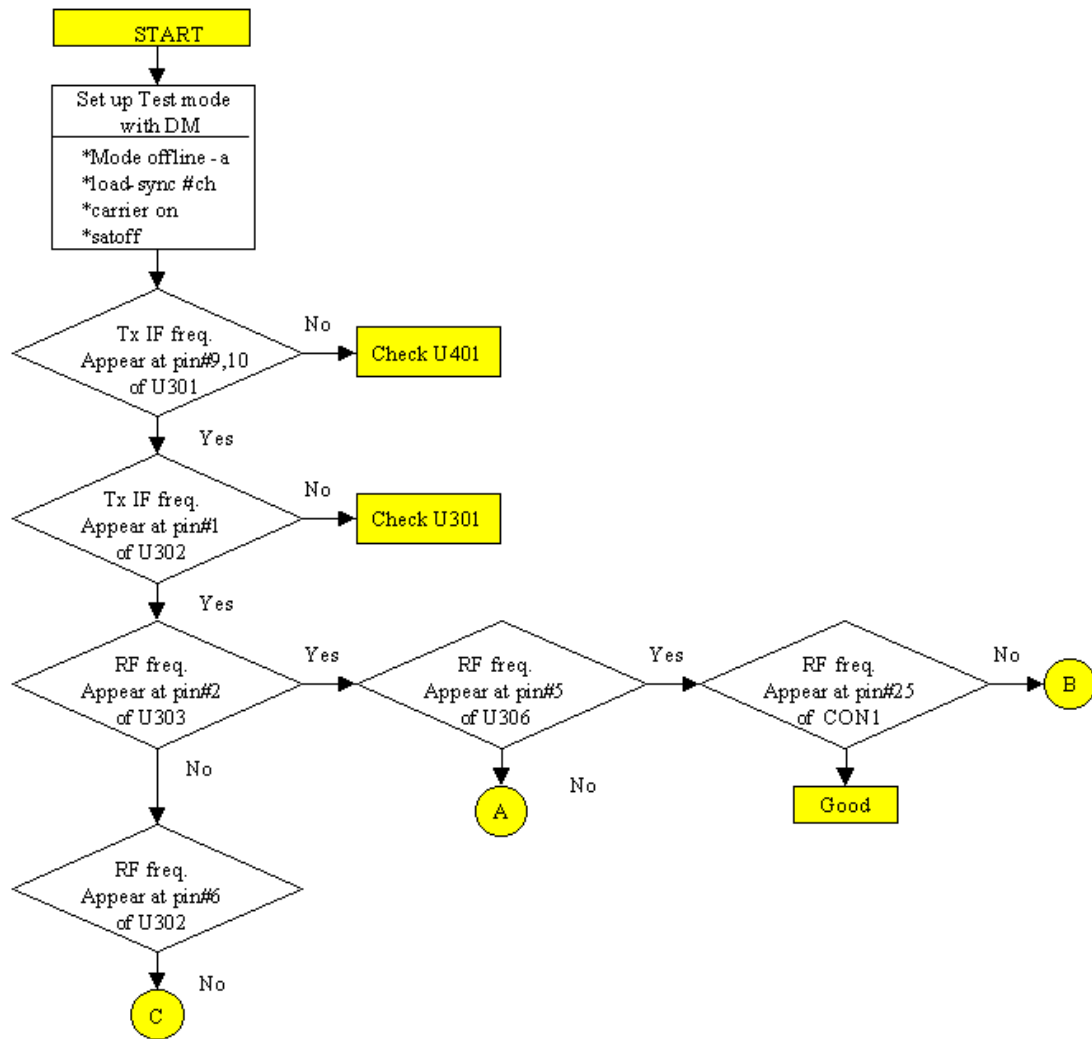 START
Set up Test mode
with DM
*Mode offline - a
*load-sync #ch
*carrier on
*satoff
Tx IF freq.
Appear at pin#9,10
of U301
No
Check U401
Yes
Tx IF freq.
Appear at pin#1
of U302
No
Check U301
Yes
RF freq.
Appear at pin#2
of U303
Yes
RF freq.
Appear at pin#5
of U306
Yes
RF freq.
Appear at pin#25
of CON1
No
B
No
No
A
Good
RF freq.
Appear at pin#6
of U302
No
C